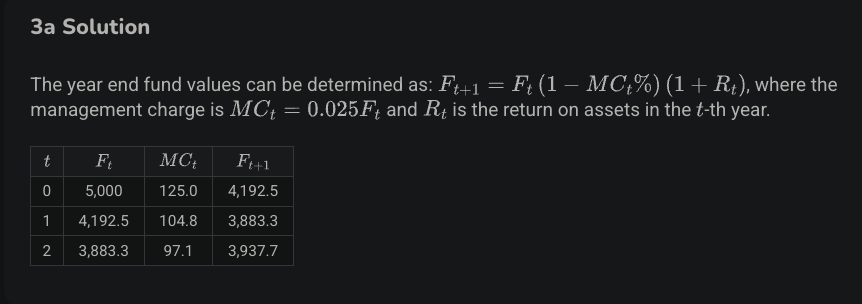 3a Solution
The year end fund values can be determined as: $F_{t+1} = F_t (1 - MC_t\%) (1 + R_t)$, where the
management charge is $MC_t = 0.025F_t$ and $R_t$ is the return on assets in the $t$-th year.
$t$ $F_t$ $MC_t$ $F_{t+1}$
0 5,000 125.0 4,192.5
1 4,192.5 104.8 3,883.3
2 3,883.3 97.1 3,937.7